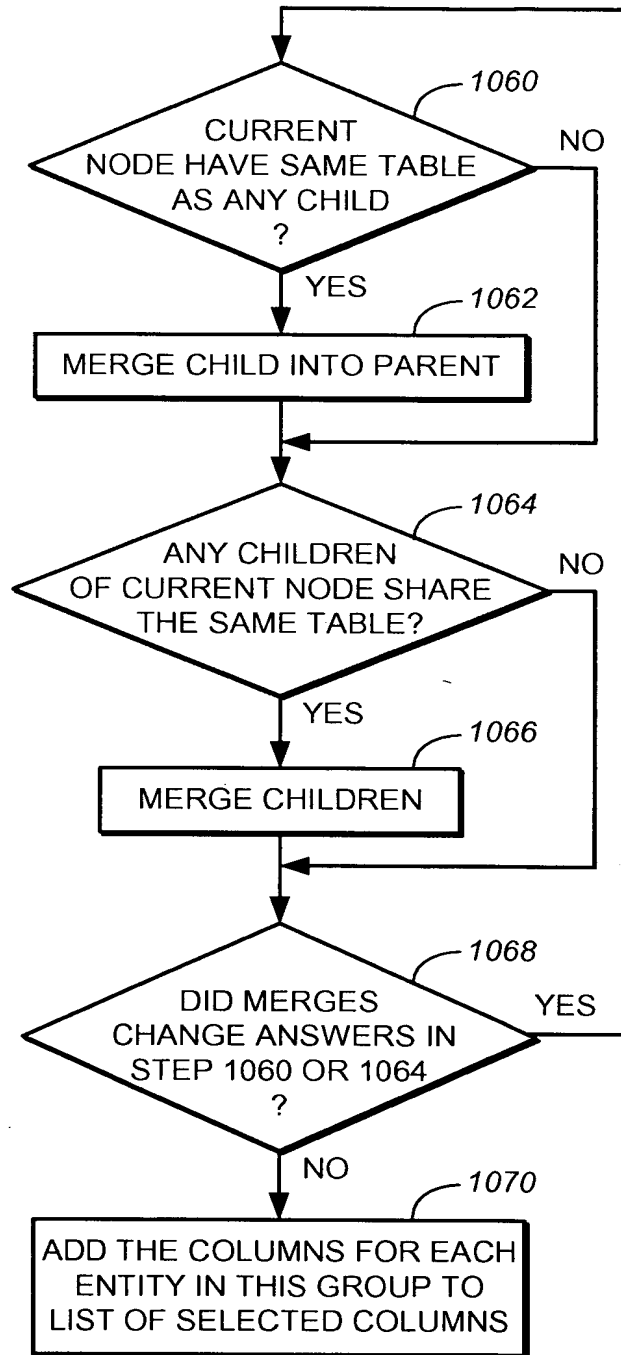 1060
CURRENT
NODE HAVE SAME TABLE
AS ANY CHILD
?
NO
YES
1062
MERGE CHILD INTO PARENT
1064
ANY CHILDREN
OF CURRENT NODE SHARE
THE SAME TABLE?
NO
YES
1066
MERGE CHILDREN
1068
DID MERGES
CHANGE ANSWERS IN
STEP 1060 OR 1064
?
YES
NO
1070
ADD THE COLUMNS FOR EACH
ENTITY IN THIS GROUP TO
LIST OF SELECTED COLUMNS